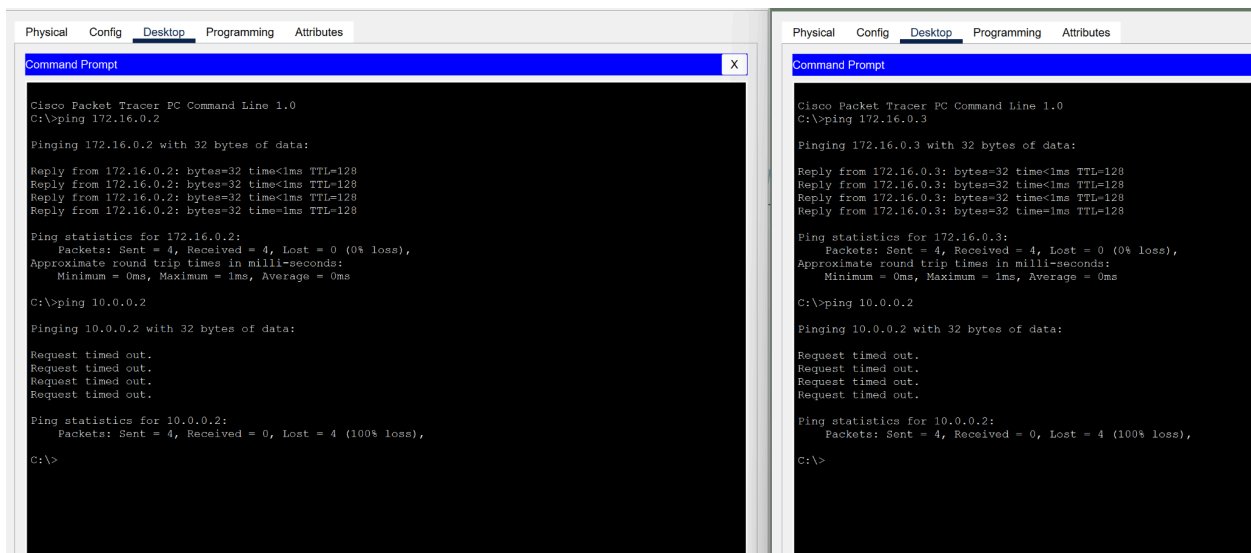 Physical Config Desktop Programming Attributes
Command Prompt X
Cisco Packet Tracer PC Command Line 1.0
C:\>ping 172.16.0.2
Pinging 172.16.0.2 with 32 bytes of data:
Reply from 172.16.0.2: bytes=32 time<1ms TTL=128
Reply from 172.16.0.2: bytes=32 time<1ms TTL=128
Reply from 172.16.0.2: bytes=32 time<1ms TTL=128
Reply from 172.16.0.2: bytes=32 time=1ms TTL=128
Ping statistics for 172.16.0.2:
Packets: Sent = 4, Received = 4, Lost = 0 (0% loss),
Approximate round trip times in milli-seconds:
Minimum = 0ms, Maximum = 1ms, Average = 0ms
C:\>ping 10.0.0.2
Pinging 10.0.0.2 with 32 bytes of data:
Request timed out.
Request timed out.
Request timed out.
Request timed out.
Ping statistics for 10.0.0.2:
Packets: Sent = 4, Received = 0, Lost = 4 (100% loss),
C:\>
Physical Config Desktop Programming Attributes
Command Prompt
Cisco Packet Tracer PC Command Line 1.0
C:\>ping 172.16.0.3
Pinging 172.16.0.3 with 32 bytes of data:
Reply from 172.16.0.3: bytes=32 time<1ms TTL=128
Reply from 172.16.0.3: bytes=32 time<1ms TTL=128
Reply from 172.16.0.3: bytes=32 time<1ms TTL=128
Reply from 172.16.0.3: bytes=32 time=1ms TTL=128
Ping statistics for 172.16.0.3:
Packets: Sent = 4, Received = 4, Lost = 0 (0% loss),
Approximate round trip times in milli-seconds:
Minimum = 0ms, Maximum = 1ms, Average = 0ms
C:\>ping 10.0.0.2
Pinging 10.0.0.2 with 32 bytes of data:
Request timed out.
Request timed out.
Request timed out.
Request timed out.
Ping statistics for 10.0.0.2:
Packets: Sent = 4, Received = 0, Lost = 4 (100% loss),
C:\>